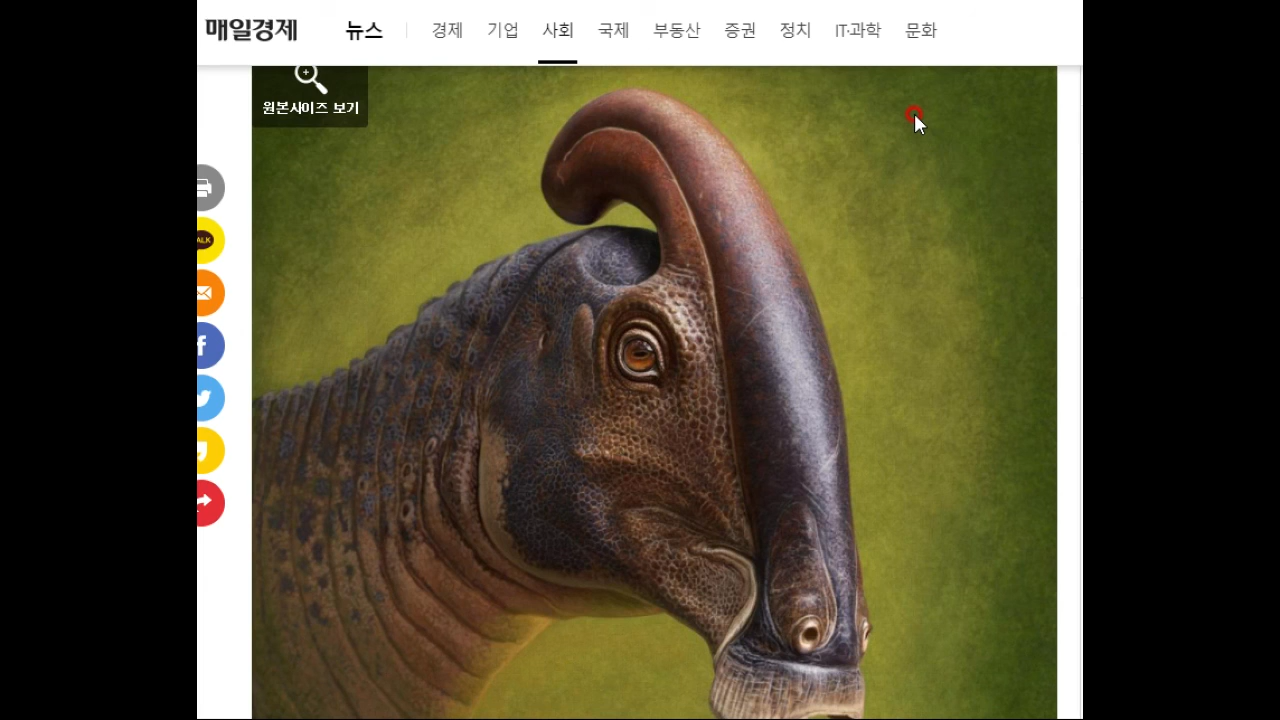 매일경제 뉴스 경제 기업 사회 국제 부동산 증권 정치 IT·과학 문화
원본사이즈 보기
ALK
f